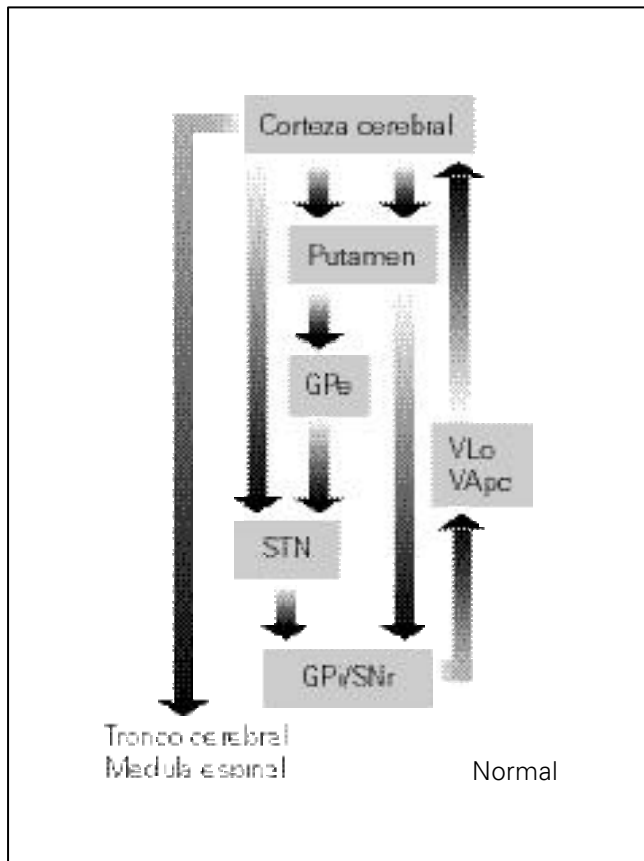 Corteza cerebral
Putamen
GPe
VLo
VApc
STN
GPi/SNr
Tronco cerebral
Medula espinal
Normal